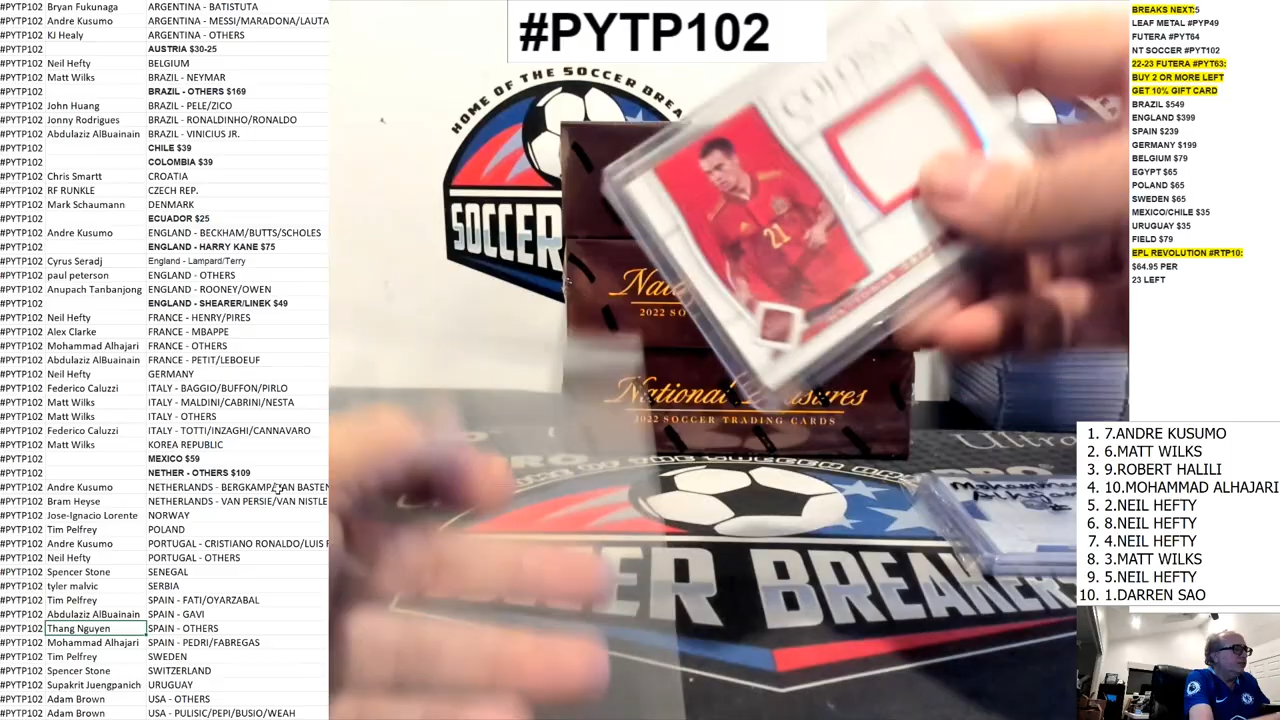 #PYTP102 Bryan Fukunaga ARGENTINA - BATISTUTA
#PYTP102 Andre Kusumo ARGENTINA - MESSI/MARADONA/LAUTA
#PYTP102 KJ Healy ARGENTINA - OTHERS
#PYTP102 AUSTRIA $30-25
#PYTP102 Neil Hefty BELGIUM
#PYTP102 Matt Wilks BRAZIL - NEYMAR
#PYTP102 BRAZIL - OTHERS $169
#PYTP102 John Huang BRAZIL - PELE/ZICO
#PYTP102 Jonny Rodrigues BRAZIL - RONALDINHO/RONALDO
#PYTP102 Abdulaziz AlBuainain BRAZIL - VINICIUS JR.
#PYTP102 CHILE $39
#PYTP102 COLOMBIA $39
#PYTP102 Chris Smartt CROATIA
#PYTP102 RF RUNKLE CZECH REP.
#PYTP102 Mark Schaumann DENMARK
#PYTP102 ECUADOR $25
#PYTP102 Andre Kusumo ENGLAND - BECKHAM/BUTTS/SCHOLES
#PYTP102 ENGLAND - HARRY KANE $75
#PYTP102 Cyrus Seradj England - Lampard/Terry
#PYTP102 paul peterson ENGLAND - OTHERS
#PYTP102 Anupach Tanbanjong ENGLAND - ROONEY/OWEN
#PYTP102 ENGLAND - SHEARER/LINEK $49
#PYTP102 Neil Hefty FRANCE - HENRY/PIRES
#PYTP102 Alex Clarke FRANCE - MBAPPE
#PYTP102 Mohammad Alhajari FRANCE - OTHERS
#PYTP102 Abdulaziz AlBuainain FRANCE - PETIT/LEBOEUF
#PYTP102 Neil Hefty GERMANY
#PYTP102 Federico Caluzzi ITALY - BAGGIO/BUFFON/PIRLO
#PYTP102 Matt Wilks ITALY - MALDINI/CABRINI/NESTA
#PYTP102 Matt Wilks ITALY - OTHERS
#PYTP102 Federico Caluzzi ITALY - TOTTI/INZAGHI/CANNAVARO
#PYTP102 Matt Wilks KOREA REPUBLIC
#PYTP102 MEXICO $59
#PYTP102 NETHER - OTHERS $109
#PYTP102 Andre Kusumo NETHERLANDS - BERGKAMP/VAN BASTEN
#PYTP102 Bram Heyse NETHERLANDS - VAN PERSIE/VAN NISTLE
#PYTP102 Jose-Ignacio Lorente NORWAY
#PYTP102 Tim Pelfrey POLAND
#PYTP102 Andre Kusumo PORTUGAL - CRISTIANO RONALDO/LUIS F
#PYTP102 Neil Hefty PORTUGAL - OTHERS
#PYTP102 Spencer Stone SENEGAL
#PYTP102 tyler malvic SERBIA
#PYTP102 Tim Pelfrey SPAIN - FATI/OYARZABAL
#PYTP102 Abdulaziz AlBuainain SPAIN - GAVI
#PYTP102 Thang Nguyen SPAIN - OTHERS
#PYTP102 Mohammad Alhajari SPAIN - PEDRI/FABREGAS
#PYTP102 Tim Pelfrey SWEDEN
#PYTP102 Spencer Stone SWITZERLAND
#PYTP102 Supakrit Juengpanich URUGUAY
#PYTP102 Adam Brown USA - OTHERS
#PYTP102 Adam Brown USA - PULISIC/PEPI/BUSIO/WEAH
#PYTP102
HOME OF THE SOCCER BREA
SOCCER
21
2022 SO
National Treasures
2022 SOCCER TRADING CARDS
Ultra
Mohammad
Alhajari
ER BREAKER
BREAKS NEXT:5
LEAF METAL #PYP49
FUTERA #PYT64
NT SOCCER #PYT102
22-23 FUTERA #PYT63:
BUY 2 OR MORE LEFT
GET 10% GIFT CARD
BRAZIL $549
ENGLAND $399
SPAIN $239
GERMANY $199
BELGIUM $79
EGYPT $65
POLAND $65
SWEDEN $65
MEXICO/CHILE $35
URUGUAY $35
FIELD $79
EPL REVOLUTION #RTP10:
$64.95 PER
23 LEFT
1. 7.ANDRE KUSUMO
2. 6.MATT WILKS
3. 9.ROBERT HALILI
4. 10.MOHAMMAD ALHAJARI
5. 2.NEIL HEFTY
6. 8.NEIL HEFTY
7. 4.NEIL HEFTY
8. 3.MATT WILKS
9. 5.NEIL HEFTY
10. 1.DARREN SAO